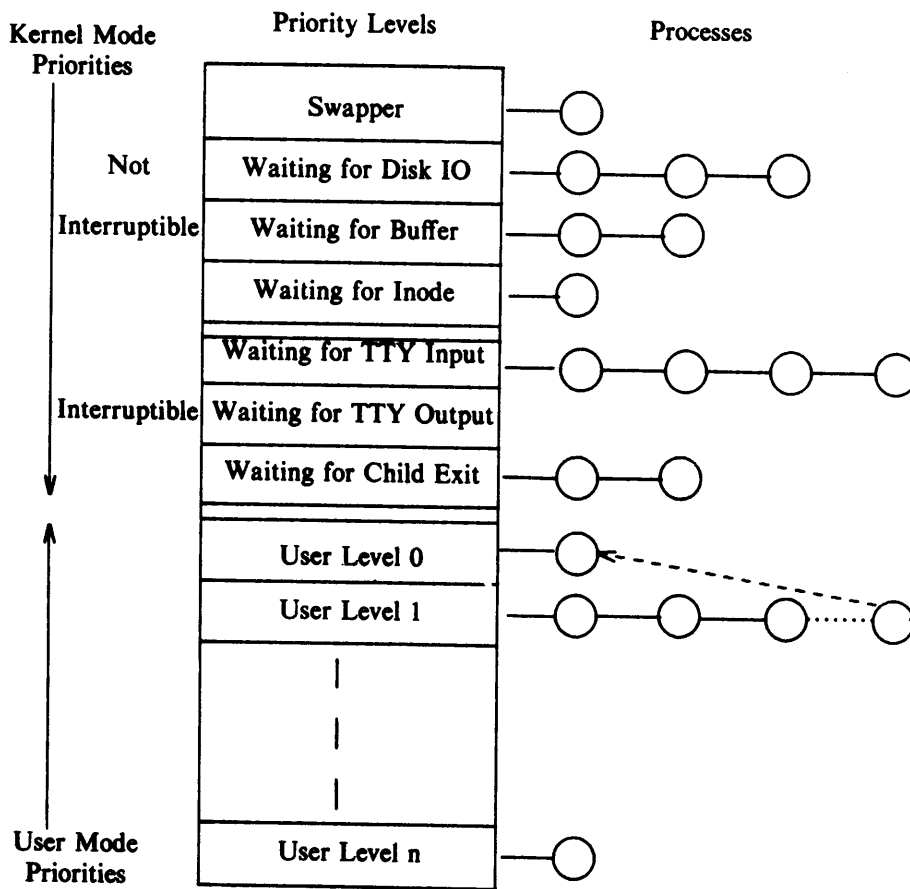 Kernel Mode
Priorities
Priority Levels
Processes
Swapper
Not
Waiting for Disk IO
Interruptible
Waiting for Buffer
Waiting for Inode
Waiting for TTY Input
Interruptible
Waiting for TTY Output
Waiting for Child Exit
User Level 0
User Level 1
User Level n
User Mode
Priorities